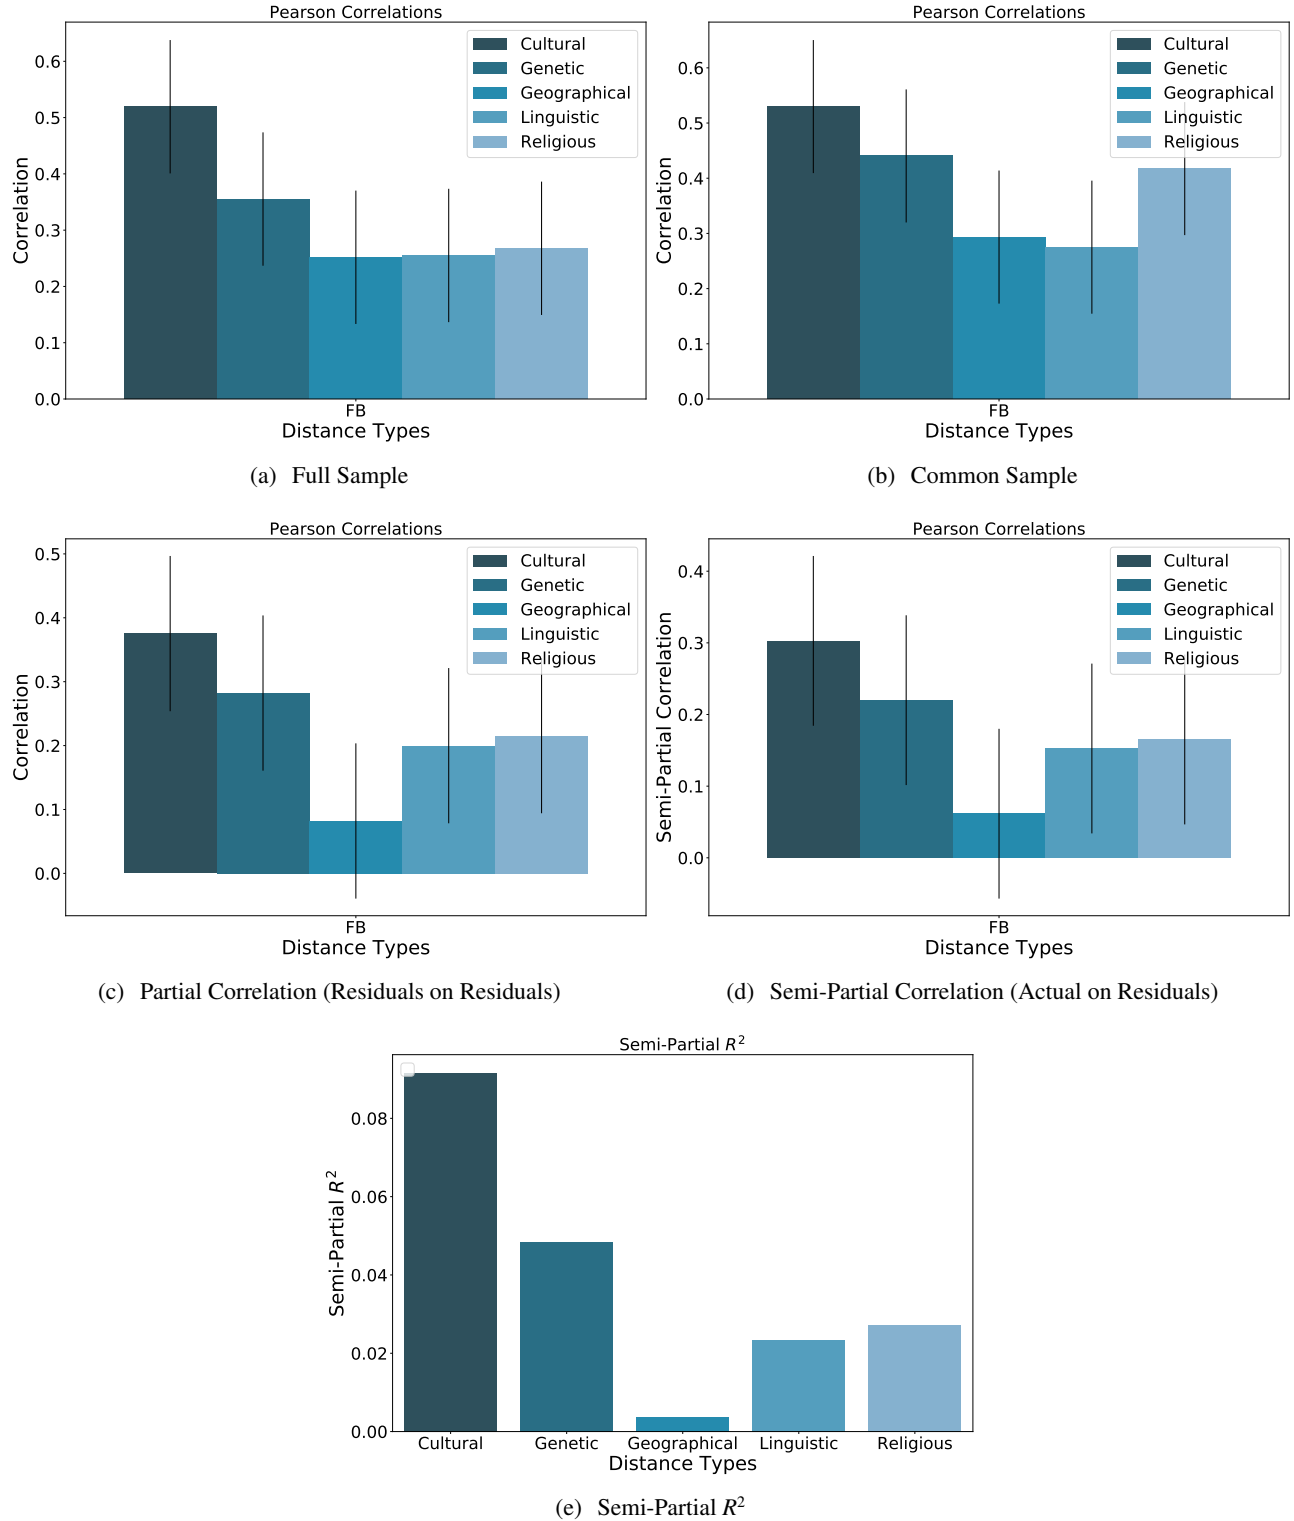 Pearson Correlations
Cultural
Genetic
Geographical
Linguistic
Religious
0.6
0.5
0.4
0.3
0.2
0.1
0.0
Correlation
FB
Distance Types
(a) Full Sample
Pearson Correlations
Cultural
Genetic
Geographical
Linguistic
Religious
0.6
0.5
0.4
0.3
0.2
0.1
0.0
Correlation
FB
Distance Types
(b) Common Sample
Pearson Correlations
Cultural
Genetic
Geographical
Linguistic
Religious
0.5
0.4
0.3
0.2
0.1
0.0
Correlation
FB
Distance Types
(c) Partial Correlation (Residuals on Residuals)
Pearson Correlations
Cultural
Genetic
Geographical
Linguistic
Religious
0.4
0.3
0.2
0.1
0.0
Semi-Partial Correlation
FB
Distance Types
(d) Semi-Partial Correlation (Actual on Residuals)
Semi-Partial R²
0.08
0.06
0.04
0.02
0.00
Semi-Partial R²
Cultural Genetic Geographical Linguistic Religious
Distance Types
(e) Semi-Partial R²